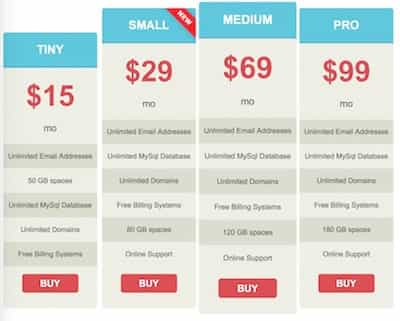 TINY
$15
mo
Unlimited Email Addresses
50 GB spaces
Unlimited MySql Database
Unlimited Domains
Free Billing Systems
BUY
SMALL
NEW
$29
mo
Unlimited Email Addresses
Unlimited MySql Database
Unlimited Domains
Free Billing Systems
80 GB spaces
Online Support
BUY
MEDIUM
$69
mo
Unlimited Email Addresses
Unlimited MySql Database
Unlimited Domains
Free Billing Systems
120 GB spaces
Online Support
BUY
PRO
$99
mo
Unlimited Email Addresses
Unlimited MySql Database
Unlimited Domains
Free Billing Systems
180 GB spaces
Online Support
BUY